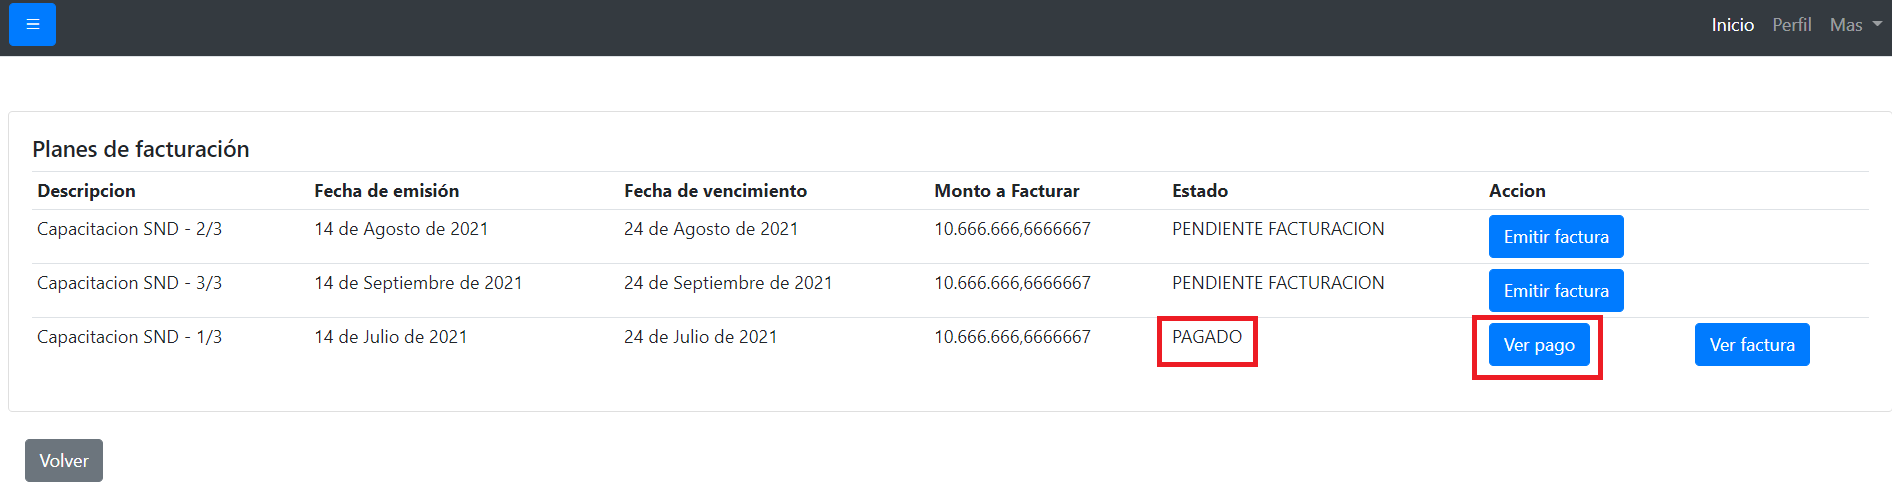 Inicio Perfil Mas
Planes de facturación
Descripcion Fecha de emisión Fecha de vencimiento Monto a Facturar Estado Accion
Capacitacion SND - 2/3 14 de Agosto de 2021 24 de Agosto de 2021 10.666.666,6666667 PENDIENTE FACTURACION Emitir factura
Capacitacion SND - 3/3 14 de Septiembre de 2021 24 de Septiembre de 2021 10.666.666,6666667 PENDIENTE FACTURACION Emitir factura
Capacitacion SND - 1/3 14 de Julio de 2021 24 de Julio de 2021 10.666.666,6666667 PAGADO Ver pago Ver factura
Volver